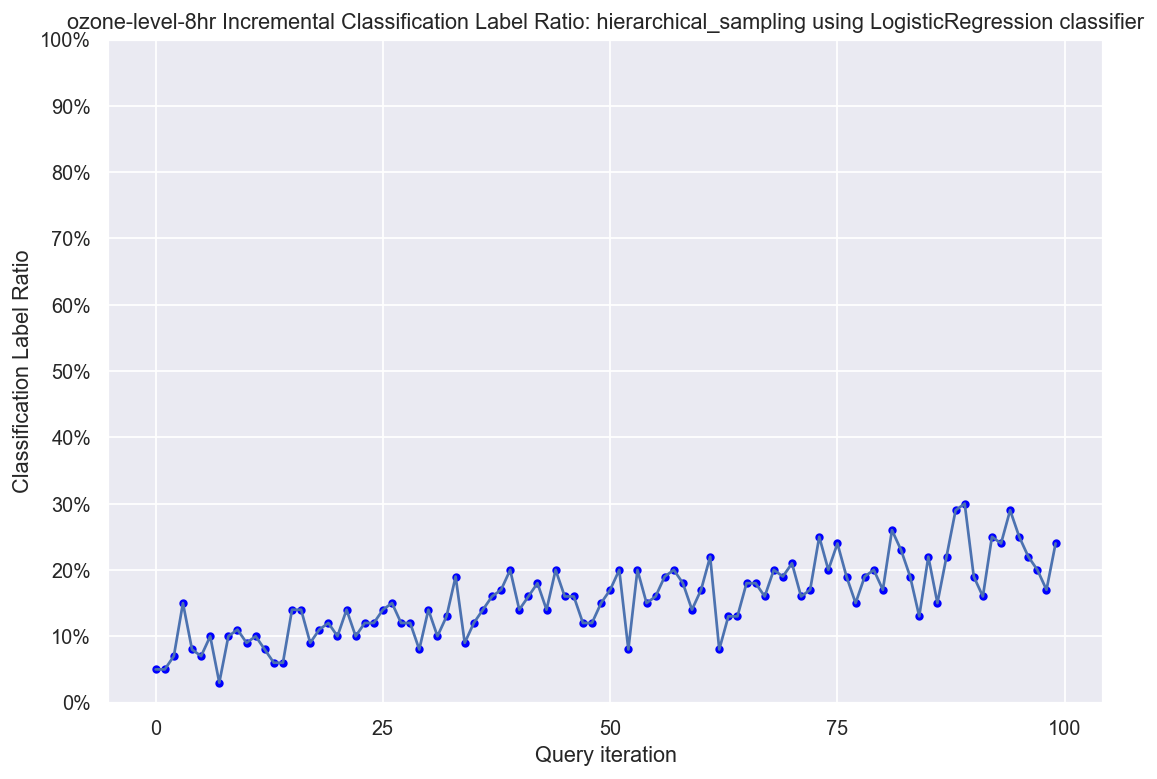 ozone-level-8hr Incremental Classification Label Ratio: hierarchical_sampling using LogisticRegression classifier
100%
90%
80%
70%
60%
50%
40%
30%
20%
10%
0%
Classification Label Ratio
0 25 50 75 100
Query iteration